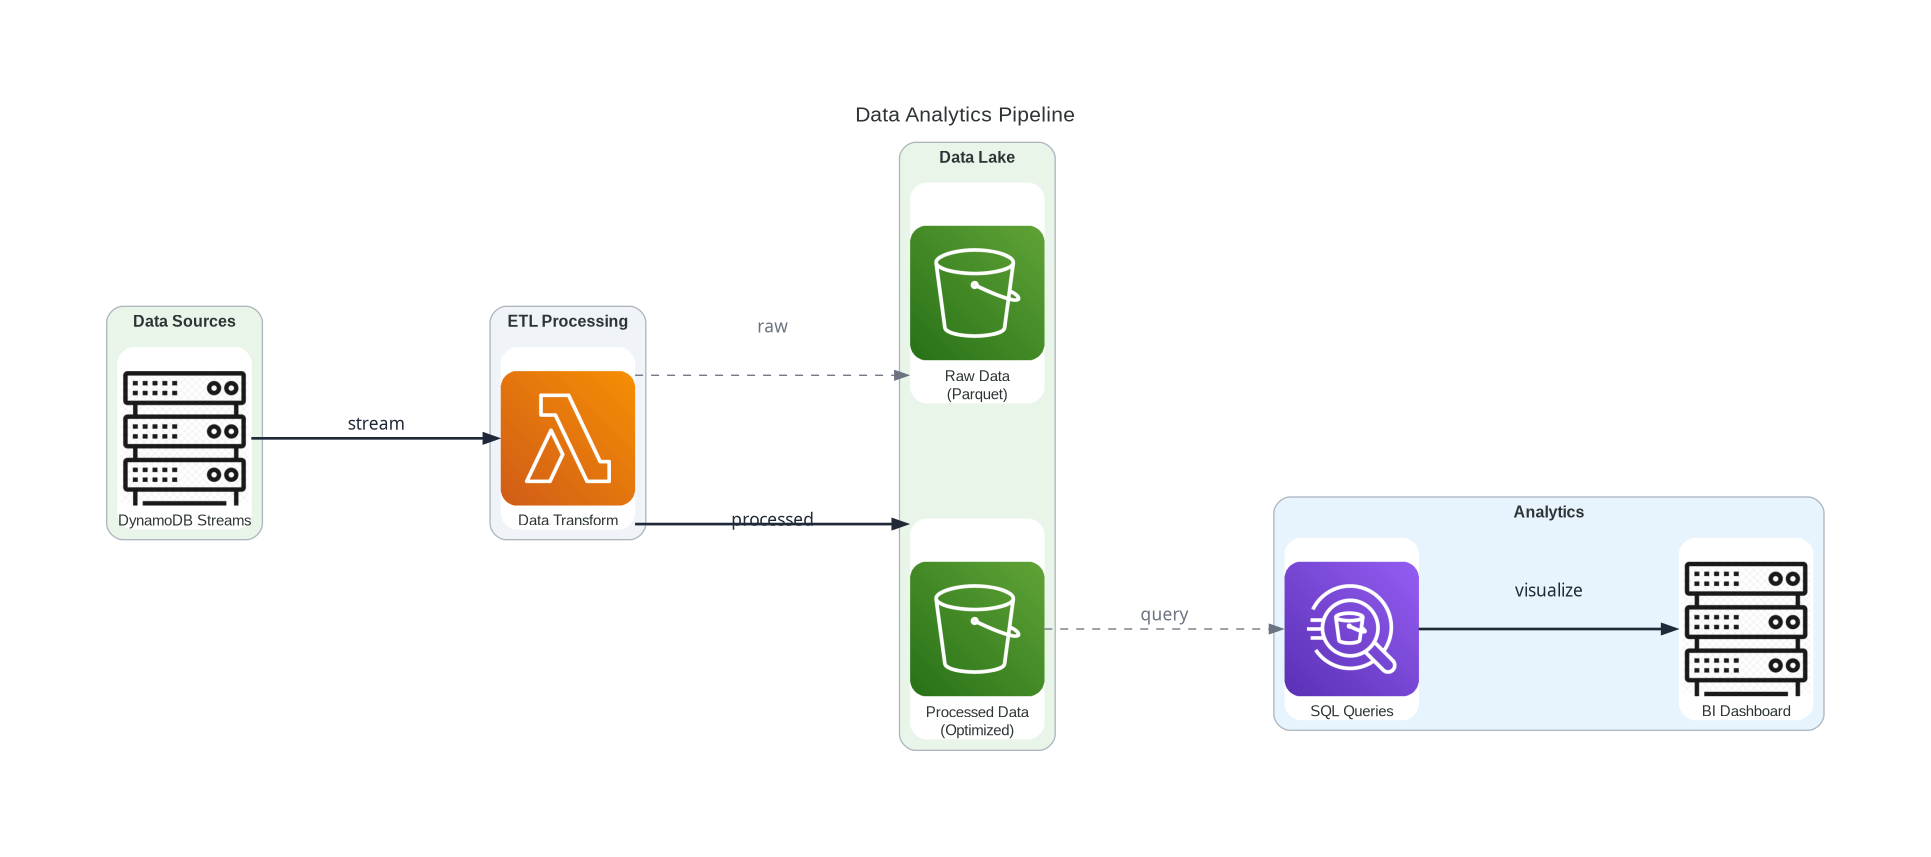 Data Analytics Pipeline
Data Sources
DynamoDB Streams
stream
ETL Processing
Data Transform
raw
processed
Data Lake
Raw Data
(Parquet)
Processed Data
(Optimized)
query
Analytics
SQL Queries
visualize
BI Dashboard